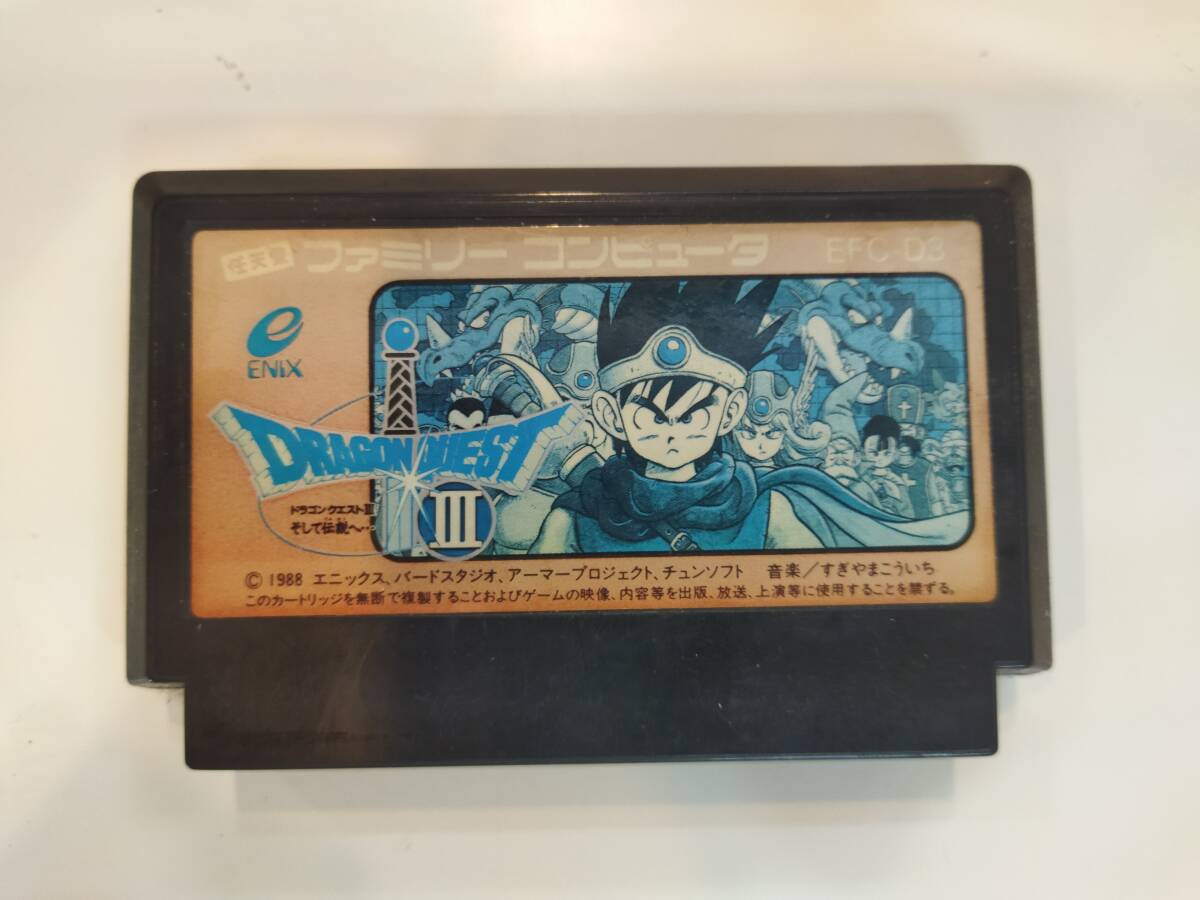 任天堂 ファミリー コンピュータ EFC-D3
ENIX
DRAGON QUEST
III
ドラゴンクエストIII
そして伝説へ…
© 1988 エニックス、バードスタジオ、アーマープロジェクト、チュンソフト 音楽／すぎやまこういち
このカートリッジを無断で複製することおよびゲームの映像、内容等を出版、放送、上演等に使用することを禁ずる。